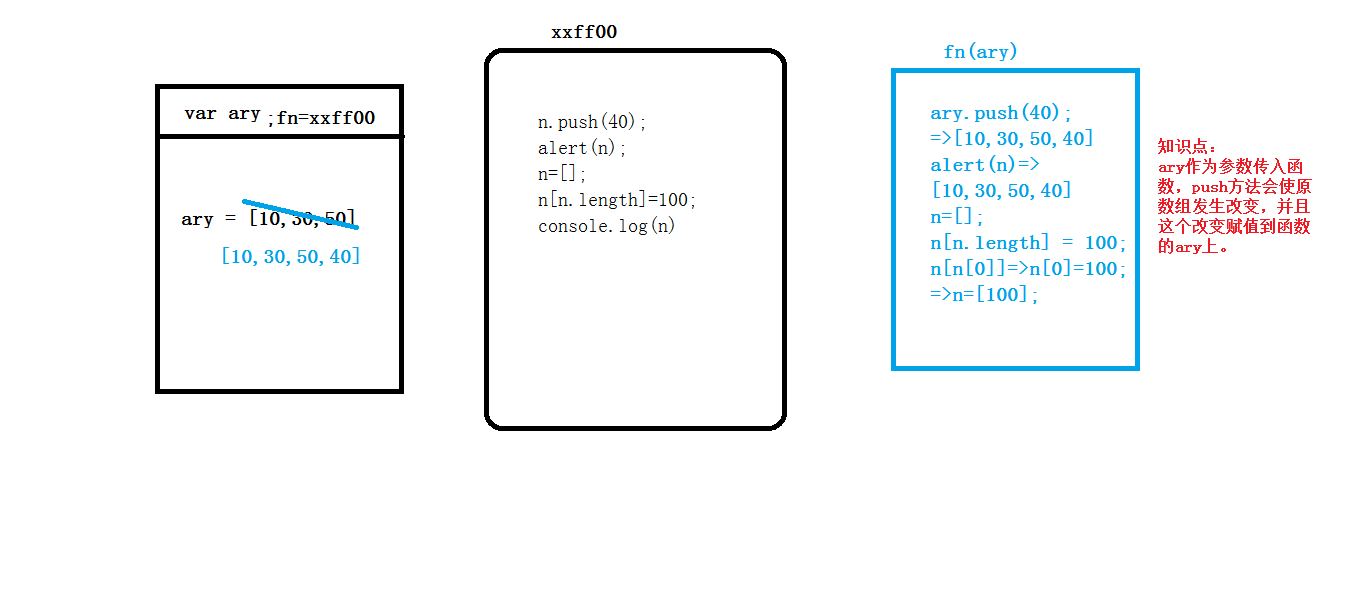 xxff00
fn(ary)
var ary ;fn=xxff00
ary = [10,30,50]
[10,30,50,40]
n.push(40);
alert(n);
n=[];
n[n.length]=100;
console.log(n)
ary.push(40);
=>[10,30,50,40]
alert(n)=>
[10,30,50,40]
n=[];
n[n.length] = 100;
n[n[0]]=>n[0]=100;
=>n=[100];
知识点：
ary作为参数传入函
数，push方法会使原
数组发生改变，并且
这个改变赋值到函数
的ary上。